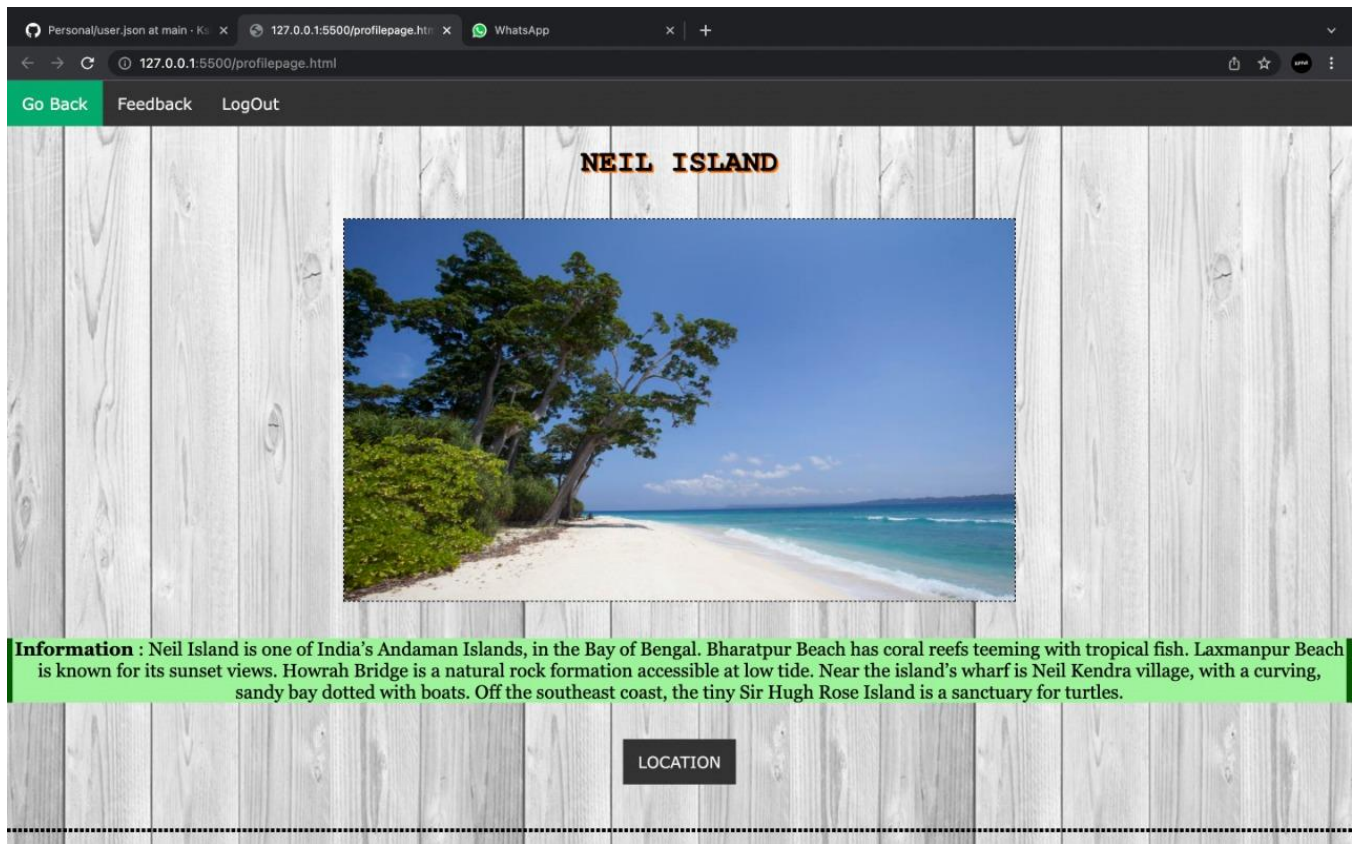 Personal/user.json at main · Ks
127.0.0.1:5500/profilepage.htm
WhatsApp
127.0.0.1:5500/profilepage.html
Go Back
Feedback
LogOut
NEIL ISLAND
Information : Neil Island is one of India’s Andaman Islands, in the Bay of Bengal. Bharatpur Beach has coral reefs teeming with tropical fish. Laxmanpur Beach
is known for its sunset views. Howrah Bridge is a natural rock formation accessible at low tide. Near the island’s wharf is Neil Kendra village, with a curving,
sandy bay dotted with boats. Off the southeast coast, the tiny Sir Hugh Rose Island is a sanctuary for turtles.
LOCATION